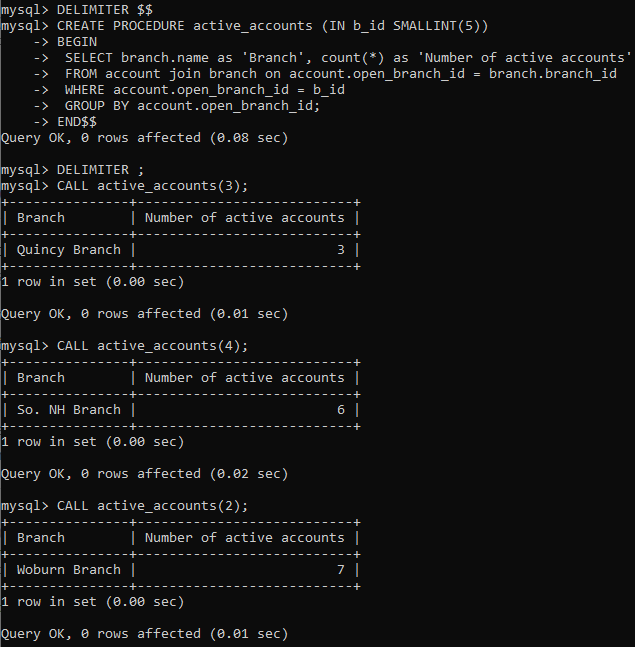 mysql> DELIMITER $$
mysql> CREATE PROCEDURE active_accounts (IN b_id SMALLINT(5))
    -> BEGIN
    ->  SELECT branch.name as 'Branch', count(*) as 'Number of active accounts'
    ->  FROM account join branch on account.open_branch_id = branch.branch_id
    ->  WHERE account.open_branch_id = b_id
    ->  GROUP BY account.open_branch_id;
    -> END$$
Query OK, 0 rows affected (0.08 sec)

mysql> DELIMITER ;
mysql> CALL active_accounts(3);
+---------------+---------------------------+
| Branch        | Number of active accounts |
+---------------+---------------------------+
| Quincy Branch |                         3 |
+---------------+---------------------------+
1 row in set (0.00 sec)

Query OK, 0 rows affected (0.01 sec)

mysql> CALL active_accounts(4);
+---------------+---------------------------+
| Branch        | Number of active accounts |
+---------------+---------------------------+
| So. NH Branch |                         6 |
+---------------+---------------------------+
1 row in set (0.00 sec)

Query OK, 0 rows affected (0.02 sec)

mysql> CALL active_accounts(2);
+---------------+---------------------------+
| Branch        | Number of active accounts |
+---------------+---------------------------+
| Woburn Branch |                         7 |
+---------------+---------------------------+
1 row in set (0.00 sec)

Query OK, 0 rows affected (0.01 sec)